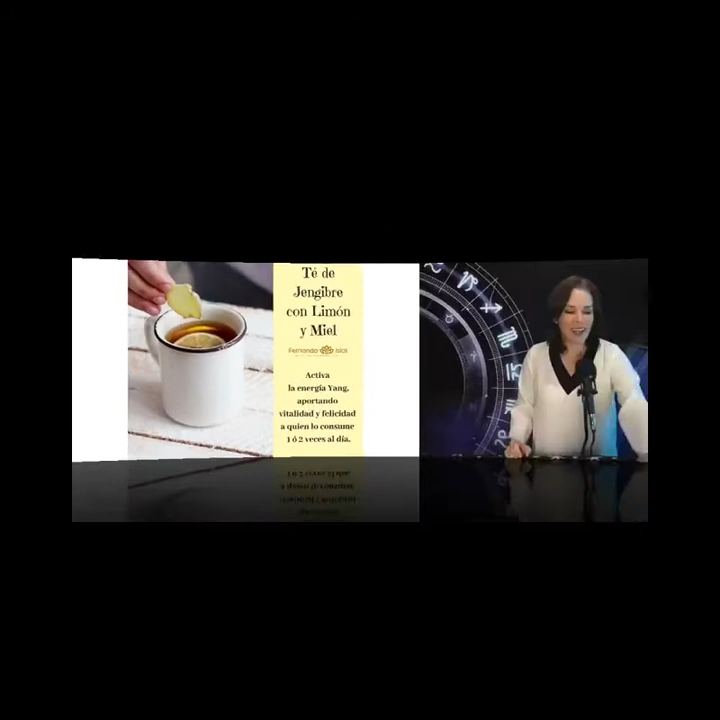 Té de
Jengibre
con Limón
y Miel
Fernanda Islas
Activa
la energía Yang,
aportando
vitalidad y felicidad
a quien lo consume
1 ó 2 veces al día.